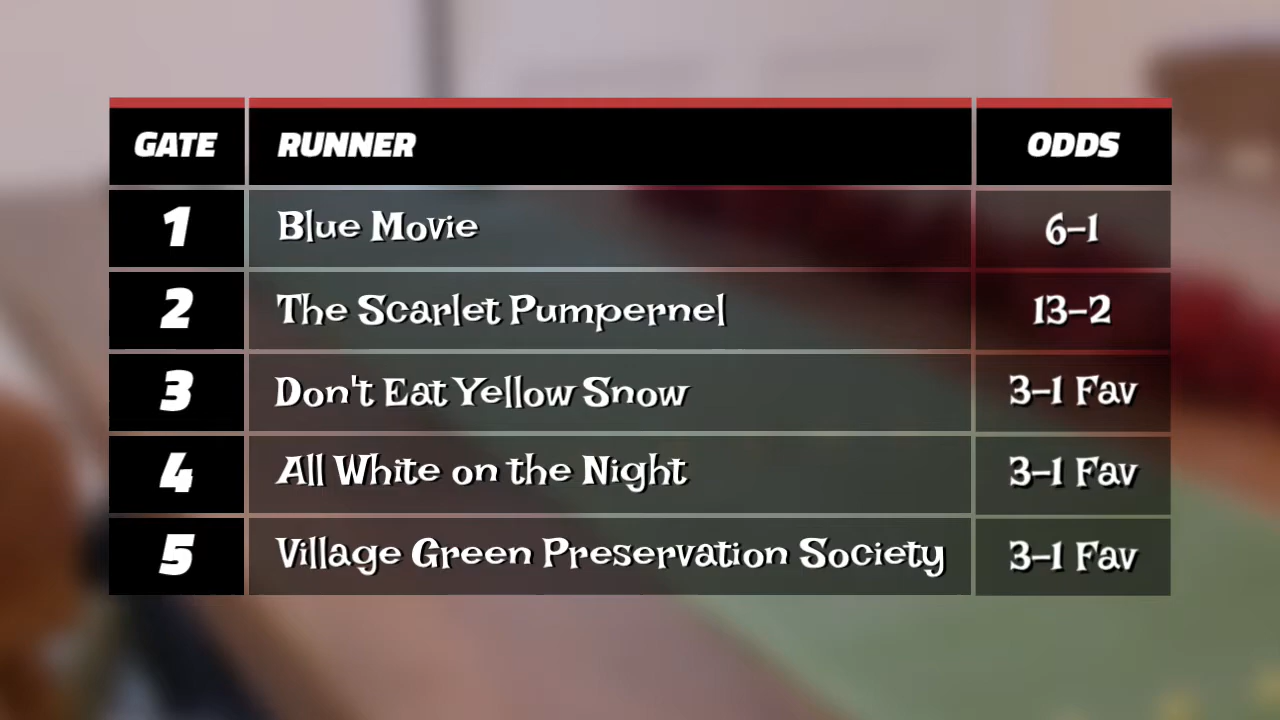 GATE RUNNER ODDS
1 Blue Movie 6-1
2 The Scarlet Pumpernel 13-2
3 Don't Eat Yellow Snow 3-1 Fav
4 All White on the Night 3-1 Fav
5 Village Green Preservation Society 3-1 Fav